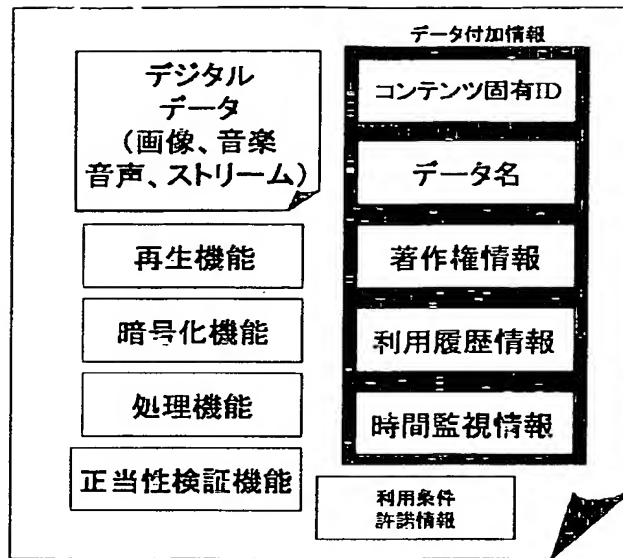 デジタル
データ
(画像、音楽
音声、ストリーム)
再生機能
暗号化機能
処理機能
正当性検証機能
データ付加情報
コンテンツ固有ID
データ名
著作権情報
利用履歴情報
時間監視情報
利用条件
許諾情報